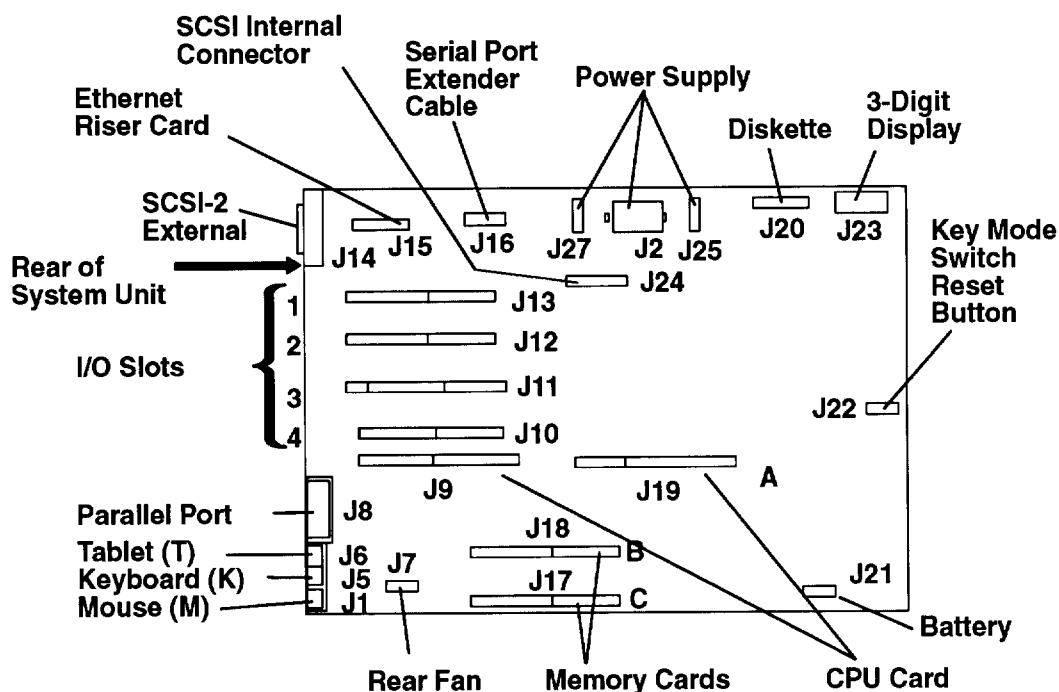 SCSI Internal
Connector
Serial Port
Extender
Cable
Power Supply
3-Digit
Display
Ethernet
Riser Card
Diskette
SCSI-2
External
J14
J15
J16
J27
J2
J25
J20
J23
Key Mode
Switch
Reset
Button
Rear of
System Unit
J24
1
J13
2
J12
I/O Slots
3
J11
J22
4
J10
J9
J19
A
Parallel Port
J8
J18
B
Tablet (T)
J6
J7
Keyboard (K)
J5
J17
C
J21
Mouse (M)
J1
Battery
Rear Fan
Memory Cards
CPU Card